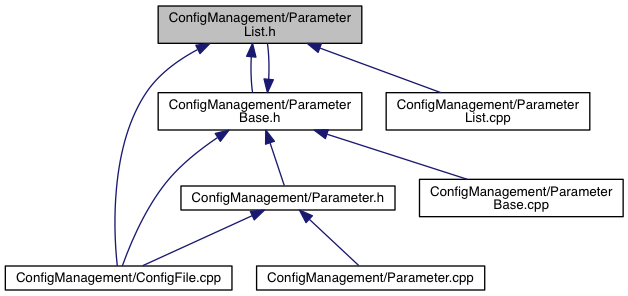 ConfigManagement/Parameter
List.h
ConfigManagement/Parameter
Base.h
ConfigManagement/Parameter
List.cpp
ConfigManagement/Parameter.h
ConfigManagement/Parameter
Base.cpp
ConfigManagement/ConfigFile.cpp
ConfigManagement/Parameter.cpp